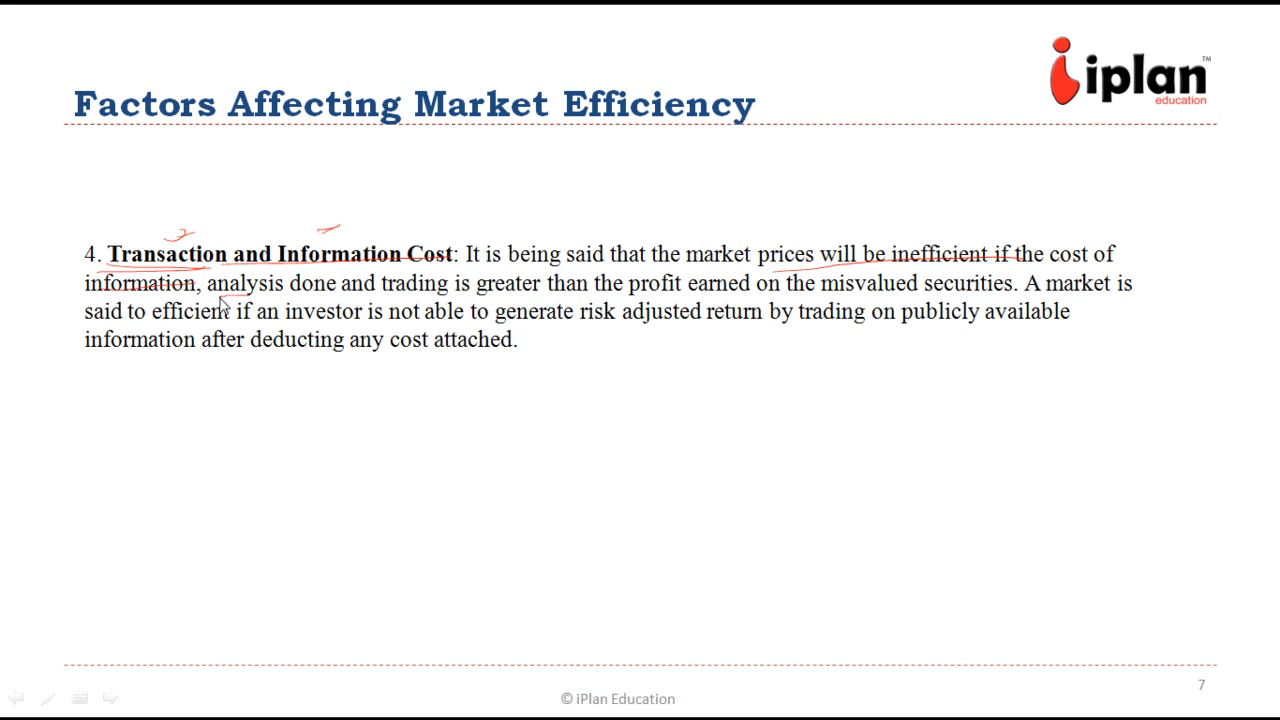 iplan™
education
Factors Affecting Market Efficiency
4. Transaction and Information Cost: It is being said that the market prices will be inefficient if the cost of
information, analysis done and trading is greater than the profit earned on the misvalued securities. A market is
said to efficient if an investor is not able to generate risk adjusted return by trading on publicly available
information after deducting any cost attached.
© iPlan Education
7